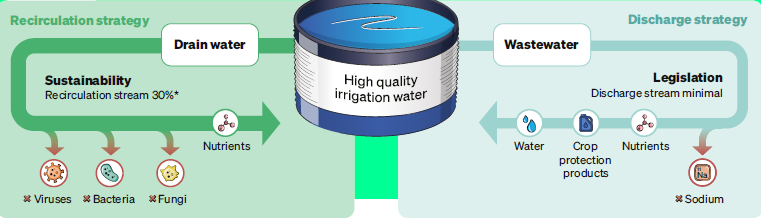 Recirculation strategy
Discharge strategy
Drain water
Wastewater
Sustainability
Recirculation stream 30%*
High quality
irrigation water
Legislation
Discharge stream minimal
Nutrients
Viruses
Bacteria
Fungi
Water
Crop
protection
products
Nutrients
Na
Sodium